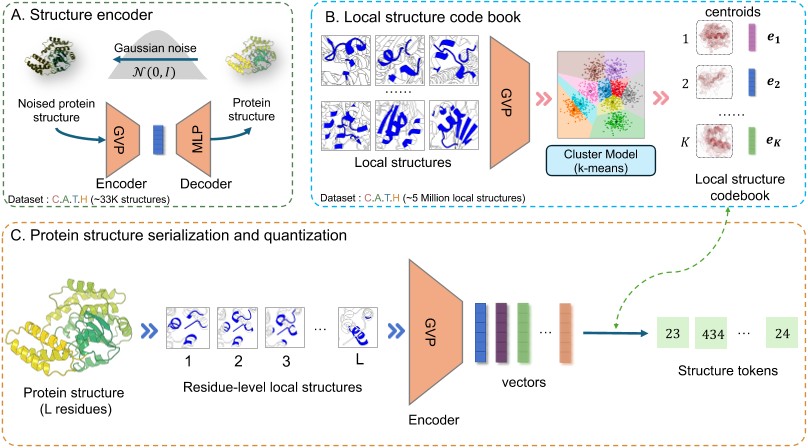 A. Structure encoder
Gaussian noise
𝒩(0, I)
Noised protein
structure
Protein
structure
GVP
MLP
Encoder
Decoder
Dataset : C.A.T.H (~33K structures)
B. Local structure code book
......
Local structures
GVP
Cluster Model
(k-means)
centroids
1
e₁
2
e₂
......
K
e_K
Local structure
codebook
Dataset : C.A.T.H (~5 Million local structures)
C. Protein structure serialization and quantization
Protein structure
(L residues)
1 2 3 ... L
Residue-level local structures
GVP
Encoder
...
vectors
23 434 ... 24
Structure tokens